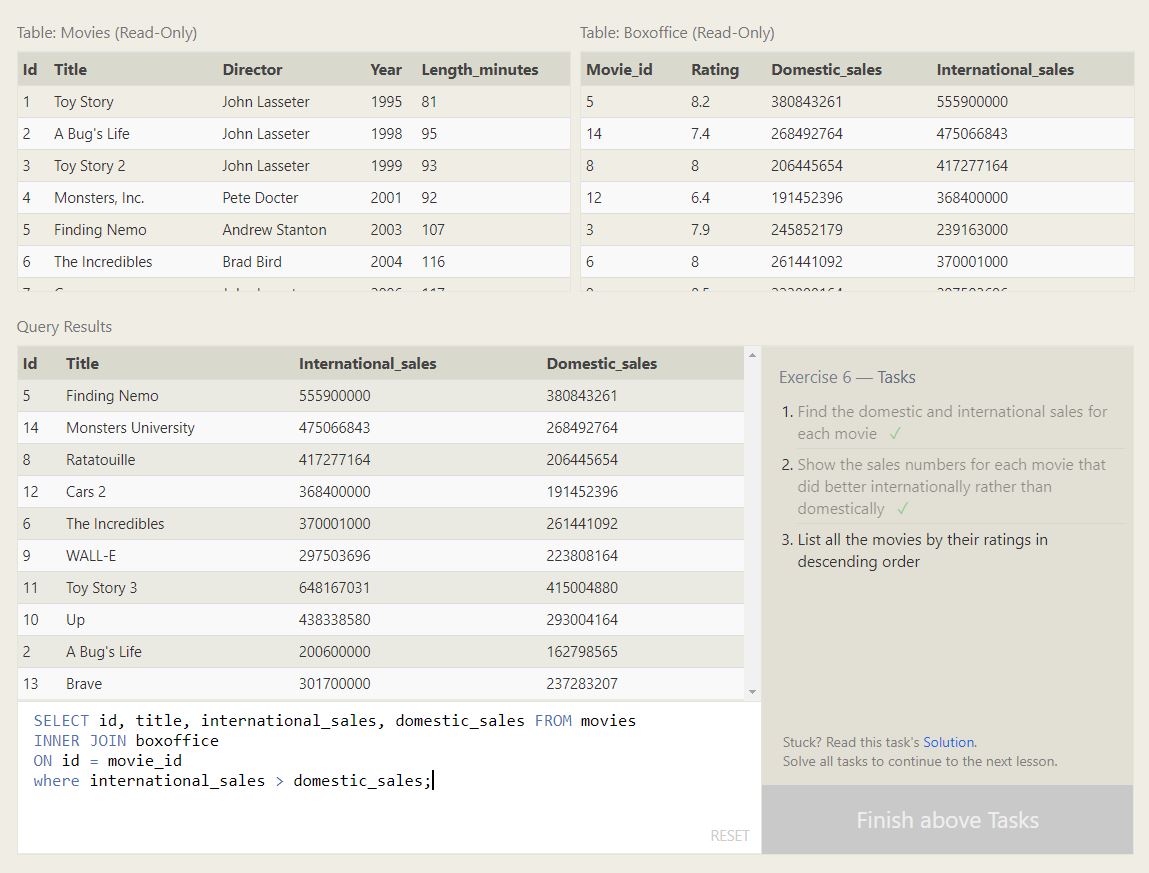 Table: Movies (Read-Only)
Id Title Director Year Length_minutes
1 Toy Story John Lasseter 1995 81
2 A Bug's Life John Lasseter 1998 95
3 Toy Story 2 John Lasseter 1999 93
4 Monsters, Inc. Pete Docter 2001 92
5 Finding Nemo Andrew Stanton 2003 107
6 The Incredibles Brad Bird 2004 116
Table: Boxoffice (Read-Only)
Movie_id Rating Domestic_sales International_sales
5 8.2 380843261 555900000
14 7.4 268492764 475066843
8 8 206445654 417277164
12 6.4 191452396 368400000
3 7.9 245852179 239163000
6 8 261441092 370001000
Query Results
Id Title International_sales Domestic_sales
5 Finding Nemo 555900000 380843261
14 Monsters University 475066843 268492764
8 Ratatouille 417277164 206445654
12 Cars 2 368400000 191452396
6 The Incredibles 370001000 261441092
9 WALL-E 297503696 223808164
11 Toy Story 3 648167031 415004880
10 Up 438338580 293004164
2 A Bug's Life 200600000 162798565
13 Brave 301700000 237283207
SELECT id, title, international_sales, domestic_sales FROM movies
INNER JOIN boxoffice
ON id = movie_id
where international_sales > domestic_sales;
RESET
Exercise 6 — Tasks
1. Find the domestic and international sales for
each movie ✓
2. Show the sales numbers for each movie that
did better internationally rather than
domestically ✓
3. List all the movies by their ratings in
descending order
Stuck? Read this task's Solution.
Solve all tasks to continue to the next lesson.
Finish above Tasks